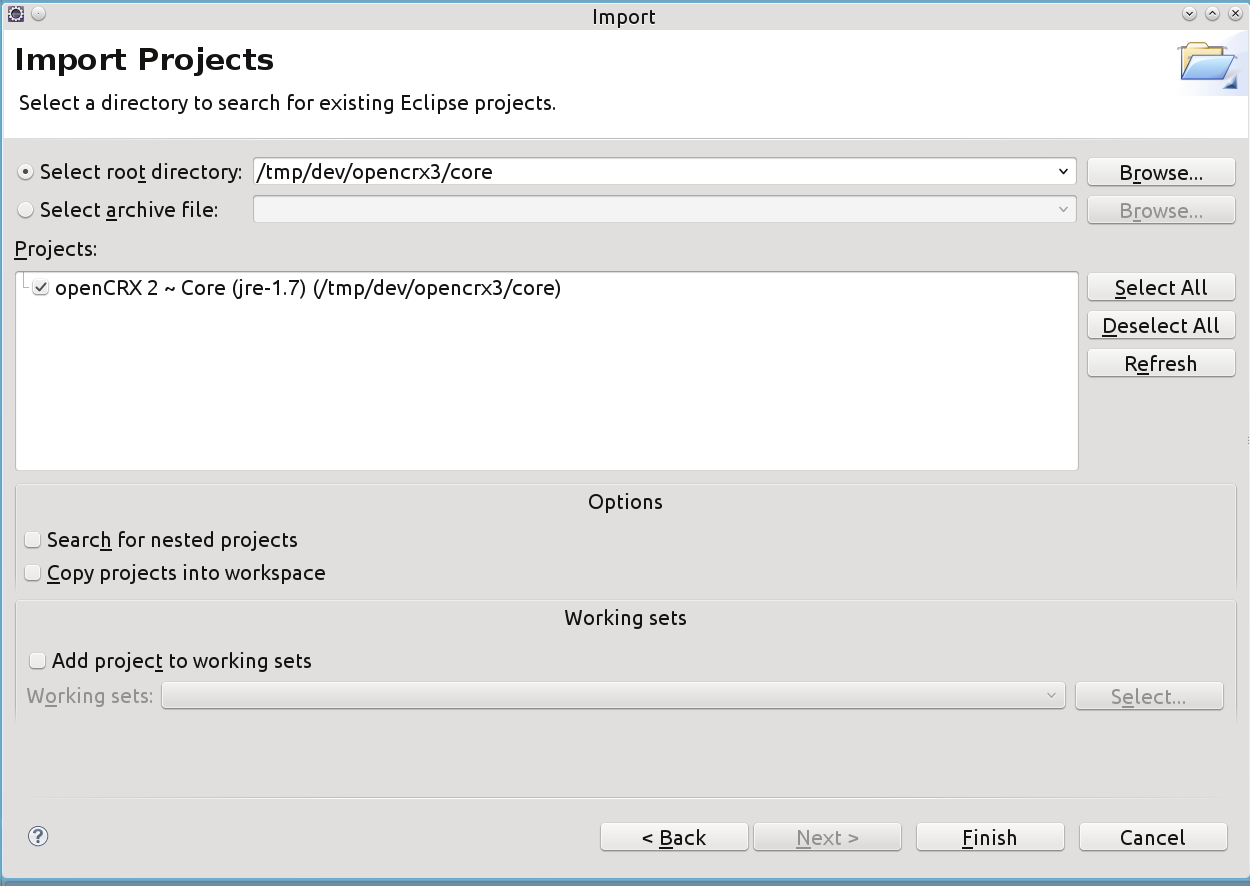 Import
Import Projects
Select a directory to search for existing Eclipse projects.
Select root directory: /tmp/dev/opencrx3/core Browse...
Select archive file: Browse...
Projects:
openCRX 2 ~ Core (jre-1.7) (/tmp/dev/opencrx3/core)
Select All
Deselect All
Refresh
Options
Search for nested projects
Copy projects into workspace
Working sets
Add project to working sets
Working sets: Select...
? < Back Next > Finish Cancel